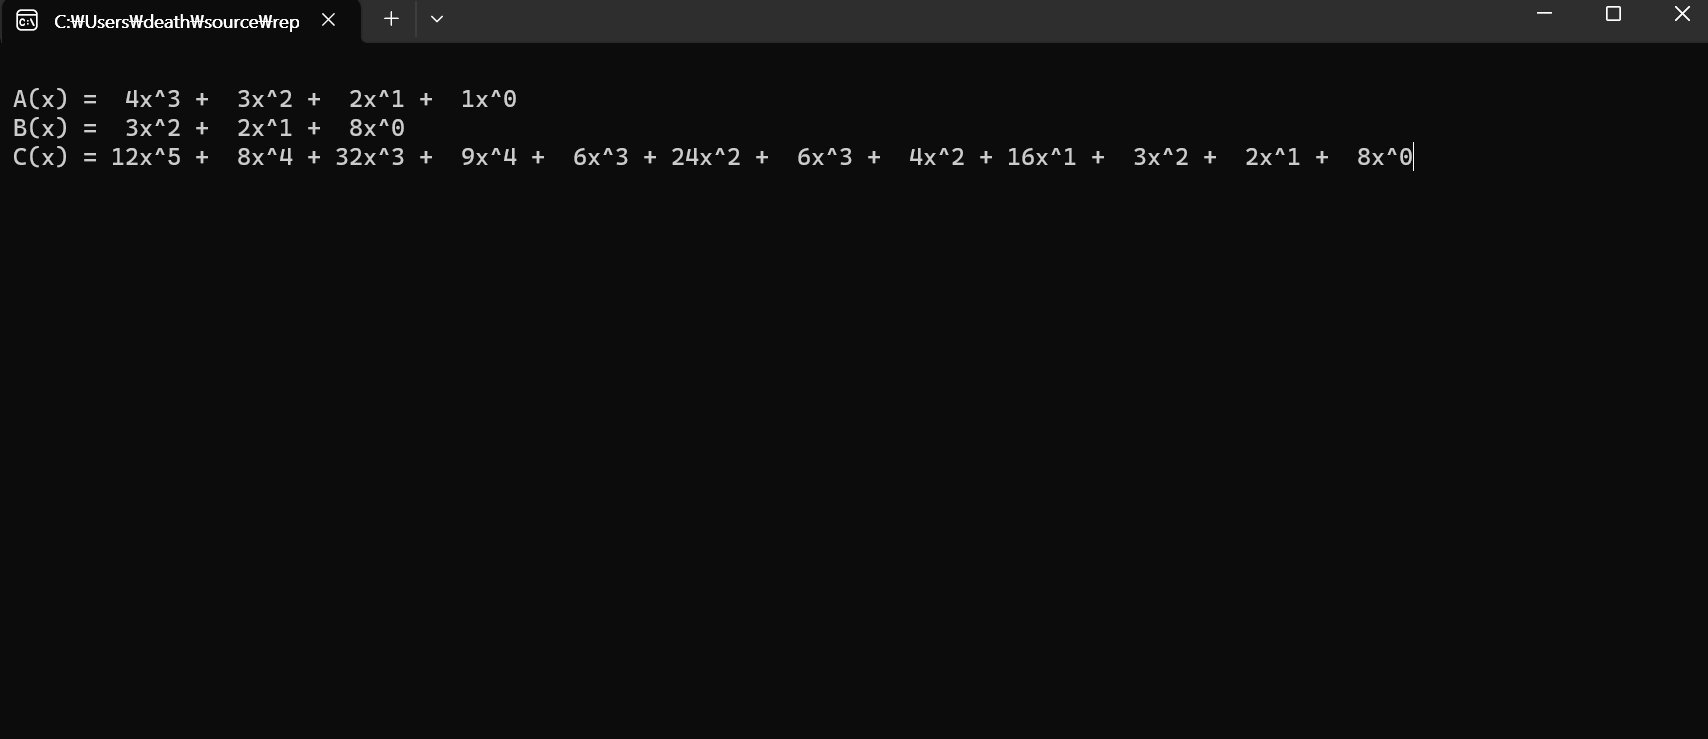 C:₩Users₩death₩source₩rep
A(x) =  4x^3 +  3x^2 +  2x^1 +  1x^0
B(x) =  3x^2 +  2x^1 +  8x^0
C(x) = 12x^5 +  8x^4 + 32x^3 +  9x^4 +  6x^3 + 24x^2 +  6x^3 +  4x^2 + 16x^1 +  3x^2 +  2x^1 +  8x^0